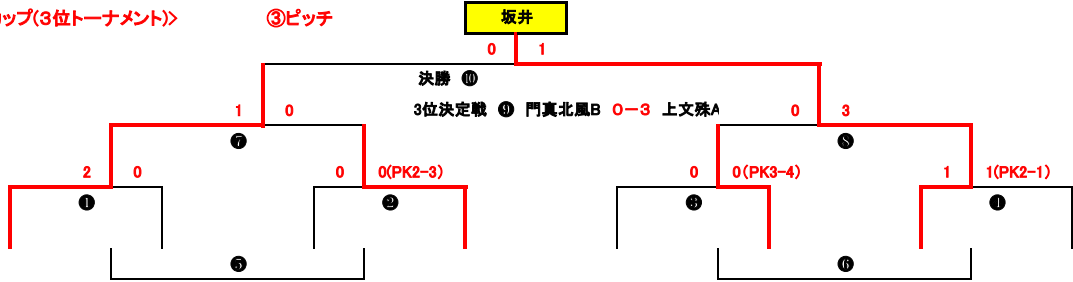 ップ(3位トーナメント)> ③ピッチ
坂井
0 1
決勝 ❿
3位決定戦 ❾ 門真北風B 0-3 上文殊A
1 0 0 3
❼ ❽
2 0 0 0(PK2-3) 0 0(PK3-4) 1 1(PK2-1)
❶ ❷ ❸ ❹
❺ ❻